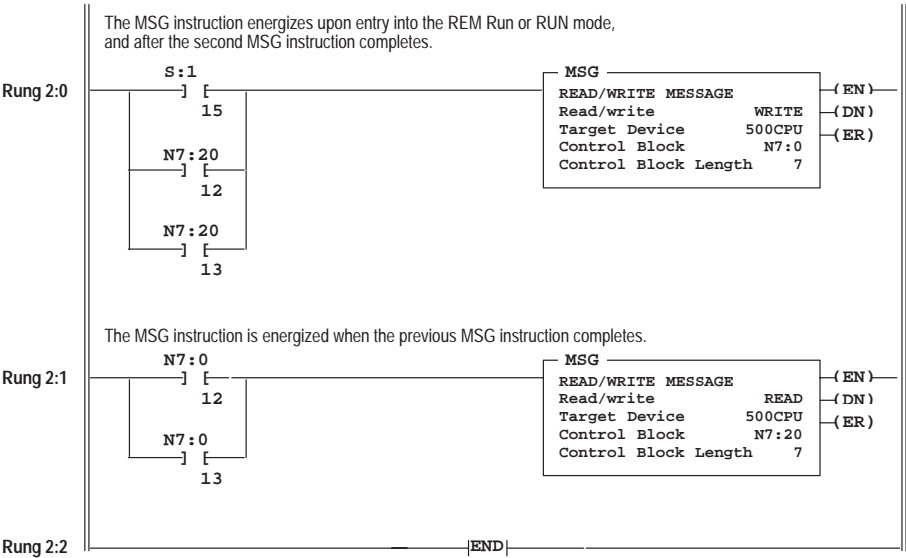 The MSG instruction energizes upon entry into the REM Run or RUN mode,
and after the second MSG instruction completes.
S:1
MSG
Rung 2:0
] [
READ/WRITE MESSAGE
(EN)
15
Read/write WRITE
(DN)
Target Device 500CPU
(ER)
N7:20
Control Block N7:0
] [
Control Block Length 7
12
N7:20
] [
13
The MSG instruction is energized when the previous MSG instruction completes.
N7:0
MSG
Rung 2:1
] [
READ/WRITE MESSAGE
(EN)
12
Read/write READ
(DN)
Target Device 500CPU
(ER)
N7:0
Control Block N7:20
] [
Control Block Length 7
13
Rung 2:2
END